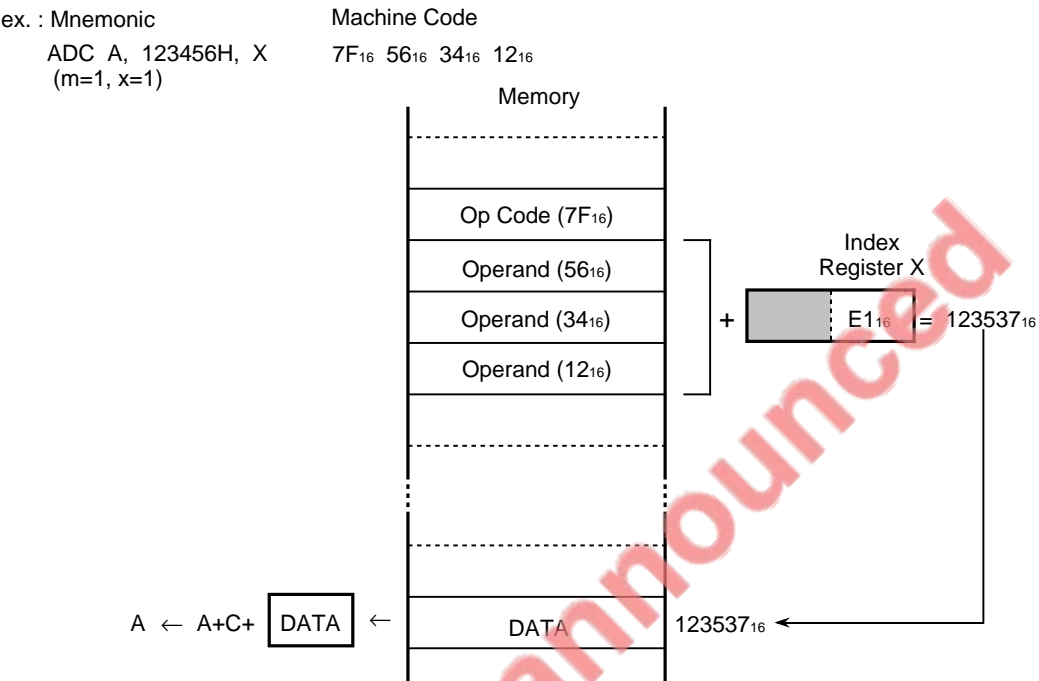 ex. : Mnemonic Machine Code
ADC A, 123456H, X 7F16 5616 3416 1216
(m=1, x=1)
Memory
Op Code (7F16)
Operand (5616)
Operand (3416)
Operand (1216)
Index
Register X
+ E116 = 12353716
A ← A+C+ DATA ← DATA 12353716
announced